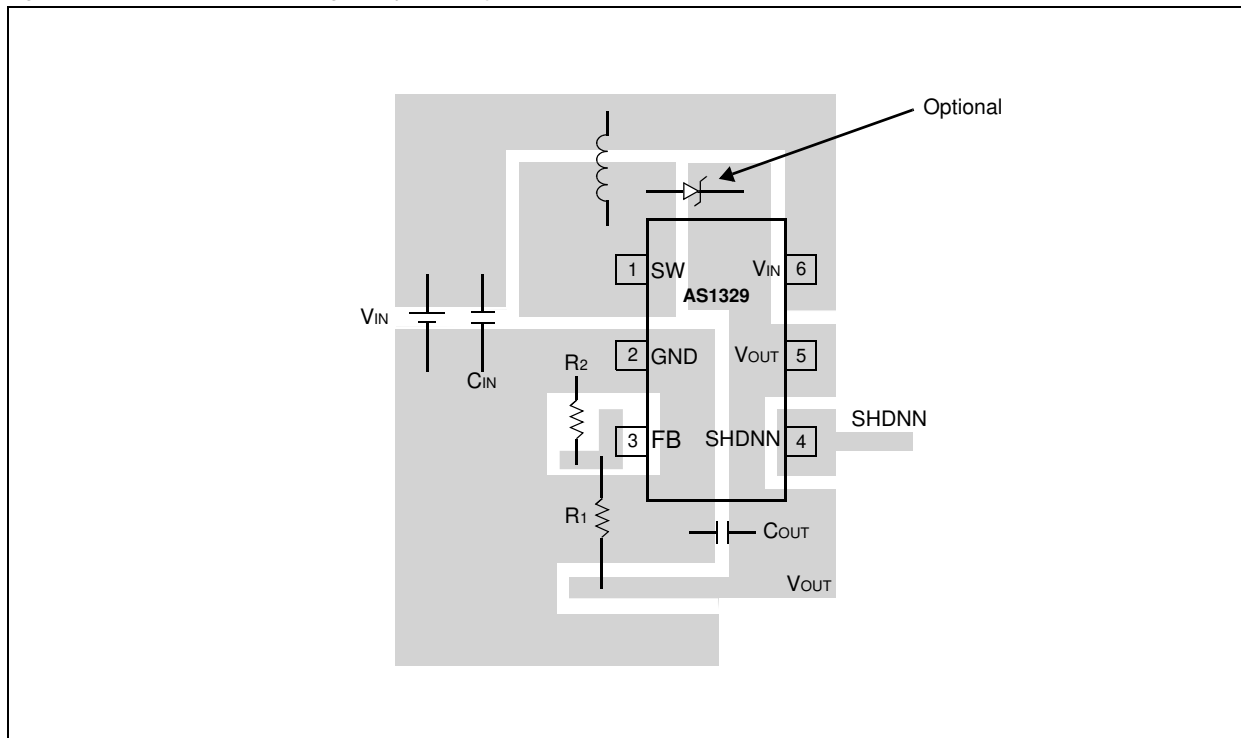 Optional
1 SW VIN 6
AS1329
VIN
CIN
2 GND VOUT 5
R2
3 FB SHDNN 4
SHDNN
R1
COUT
VOUT